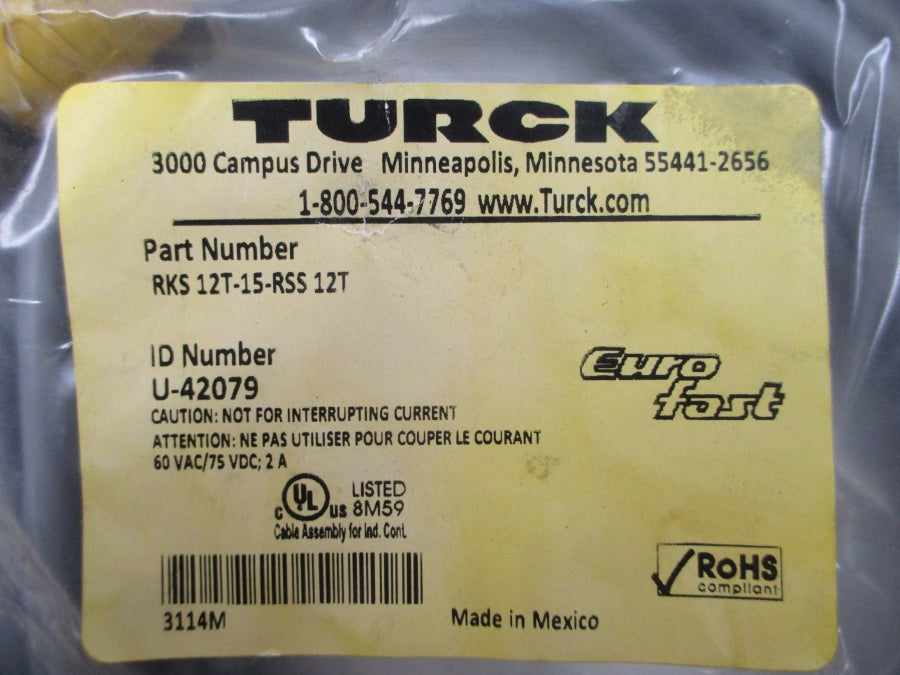 TURCK
3000 Campus Drive Minneapolis, Minnesota 55441-2656
1-800-544-7769 www.Turck.com
Part Number
RKS 12T-15-RSS 12T
ID Number
U-42079
Euro
fast
CAUTION: NOT FOR INTERRUPTING CURRENT
ATTENTION: NE PAS UTILISER POUR COUPER LE COURANT
60 VAC/75 VDC; 2 A
c UL us LISTED
8M59
Cable Assembly for Ind. Cont.
RoHS
compliant
3114M
Made in Mexico